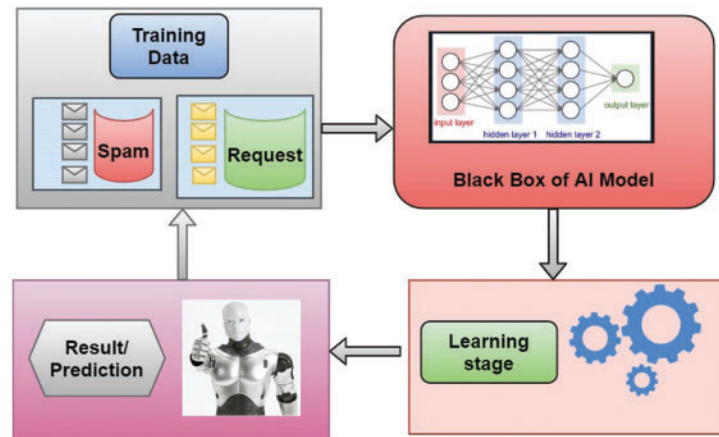 Training
Data
Spam
Request
input layer
hidden layer 1
hidden layer 2
output layer
Black Box of AI Model
Learning
stage
Result/
Prediction